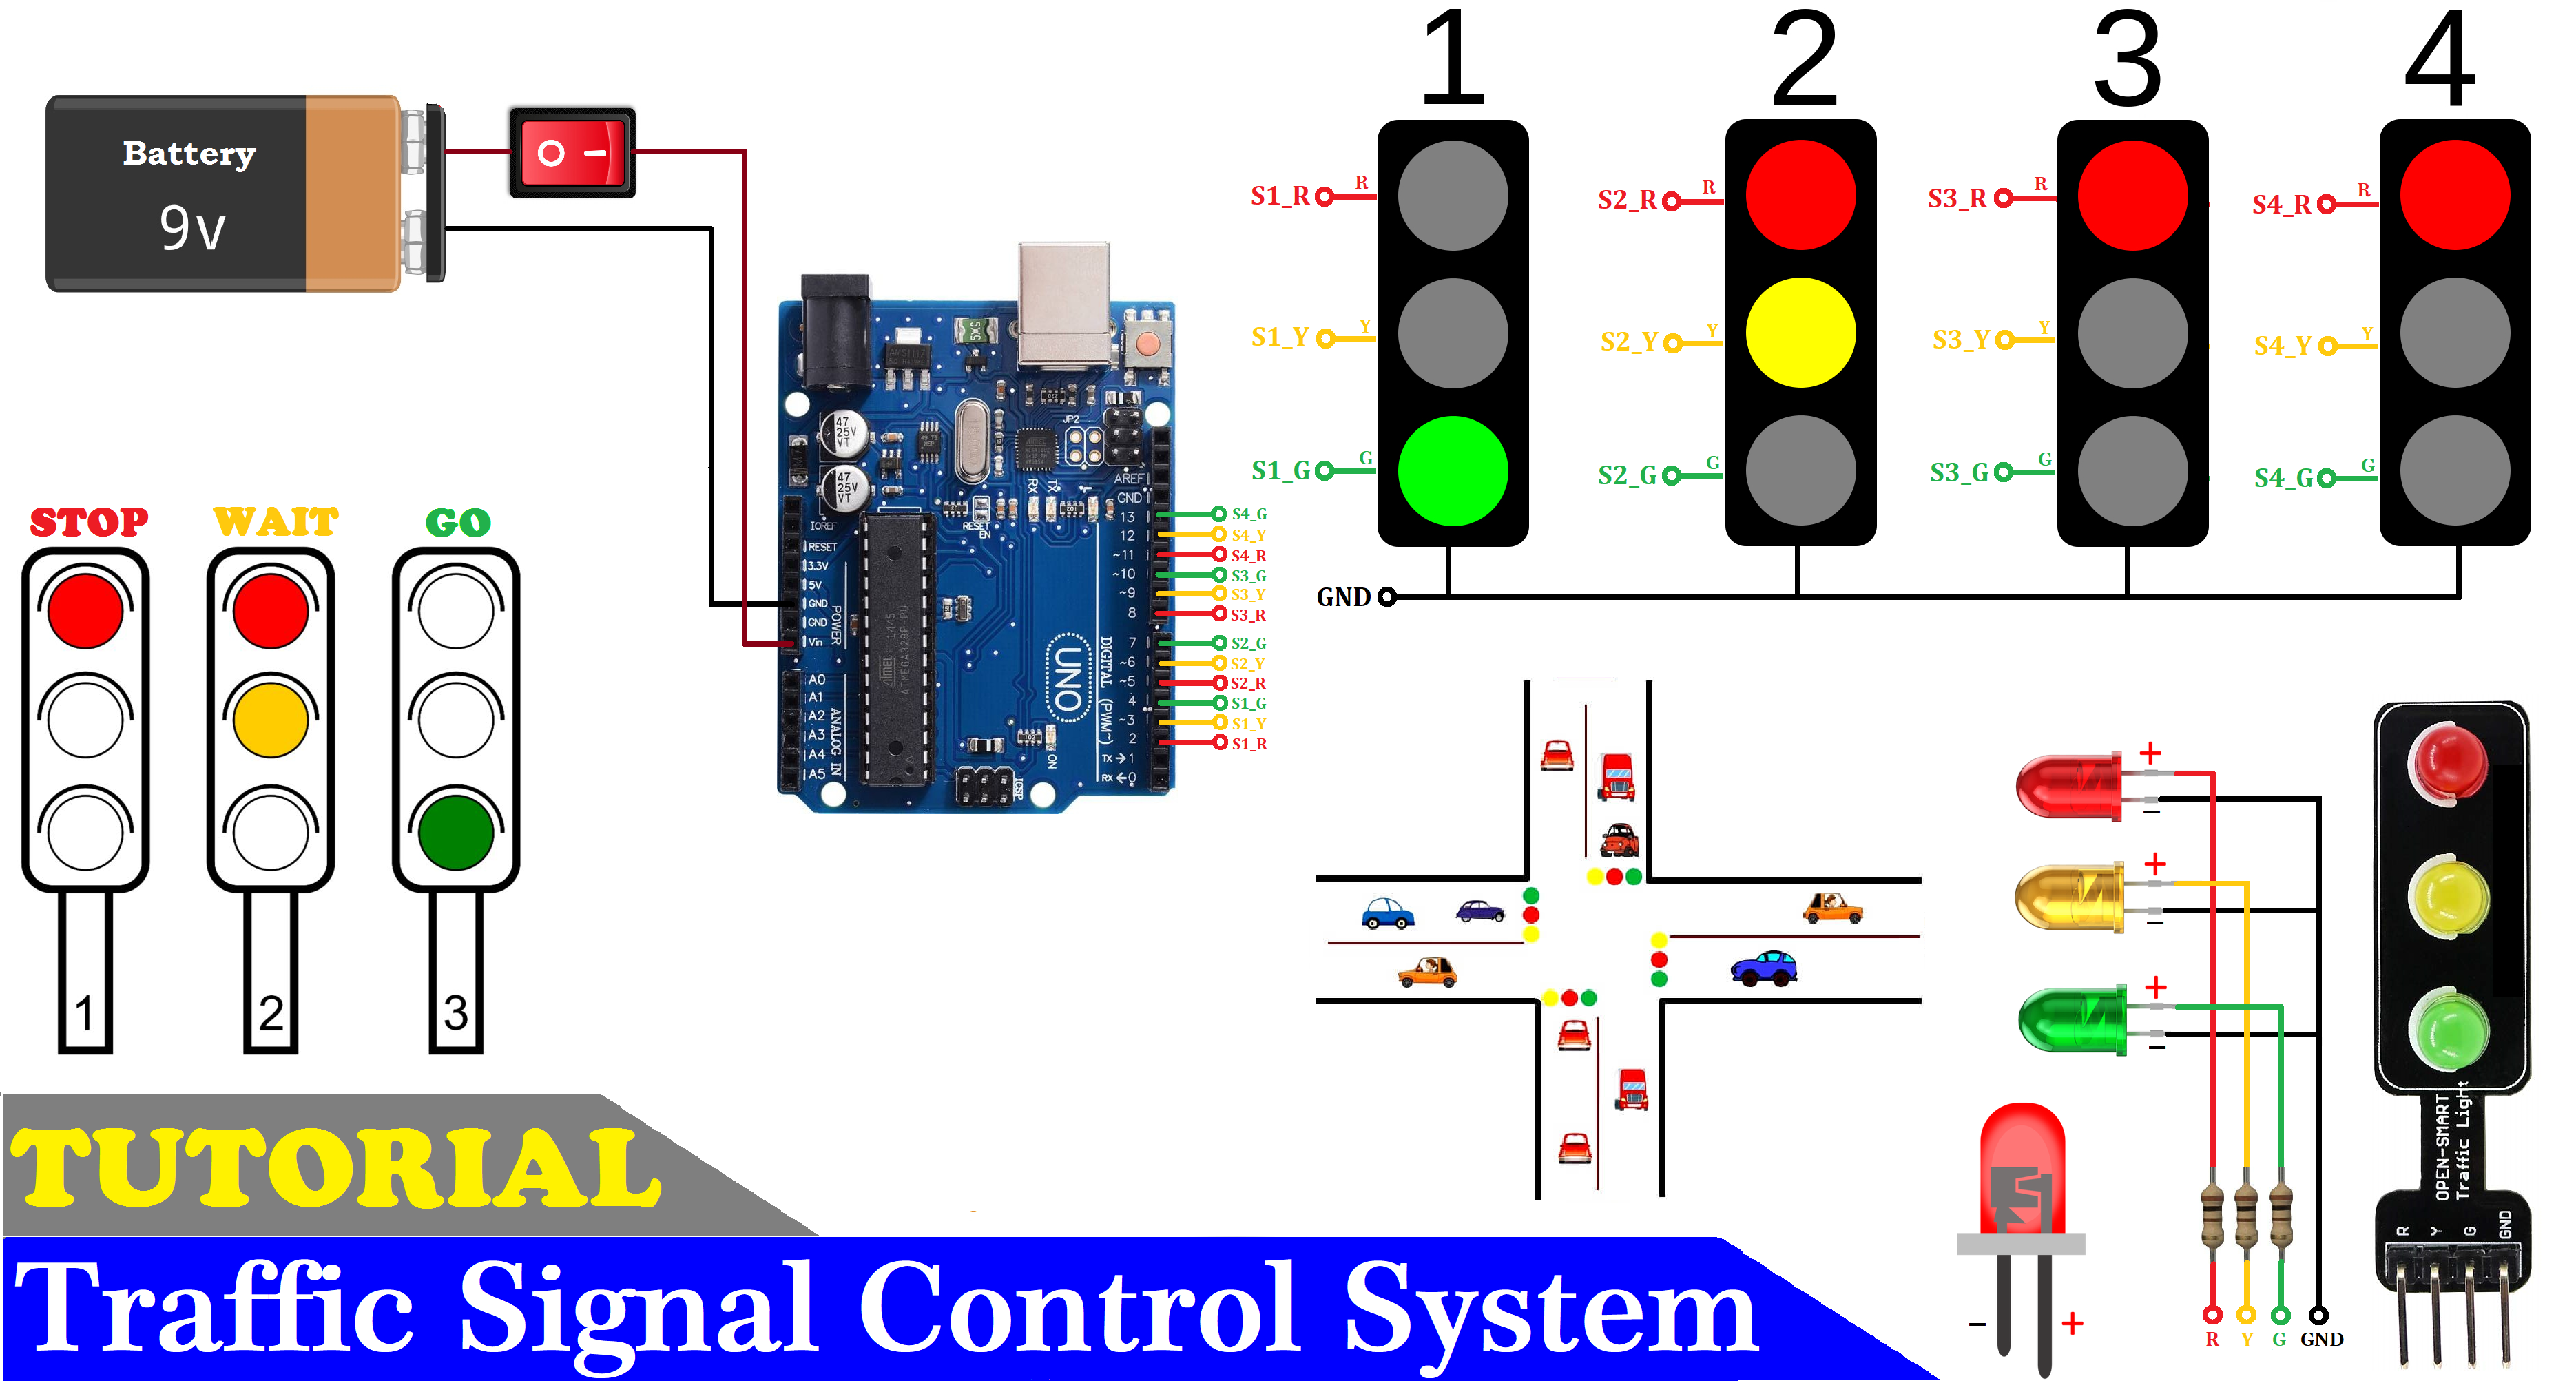 1 2 3 4
Battery
9v
S1_R R
S1_Y Y
S1_G G
S2_R R
S2_Y Y
S2_G G
S3_R R
S3_Y Y
S3_G G
S4_R R
S4_Y Y
S4_G G
GND
STOP WAIT GO
1 2 3
47
25V
VT
47
25V
VT
JP2
RX
TX
L
RESET
EN
IOREF
RESET
3.3V
5V
GND
GND
Vin
POWER
A0
A1
A2
A3
A4
A5
ANALOG IN
ATMEL 1445
ATMEGA328P-PU
UNO
ON
ICSP
DIGITAL (PWM~)
AREF
GND
13 S4_G
12 S4_Y
~11 S4_R
~10 S3_G
~9 S3_Y
8 S3_R
7 S2_G
~6 S2_Y
~5 S2_R
4 S1_G
~3 S1_Y
2 S1_R
TX→1
RX←0
+
–
+
–
+
–
OPEN-SMART
Traffic Light
R Y G GND
- +
R Y G GND
TUTORIAL
Traffic Signal Control System